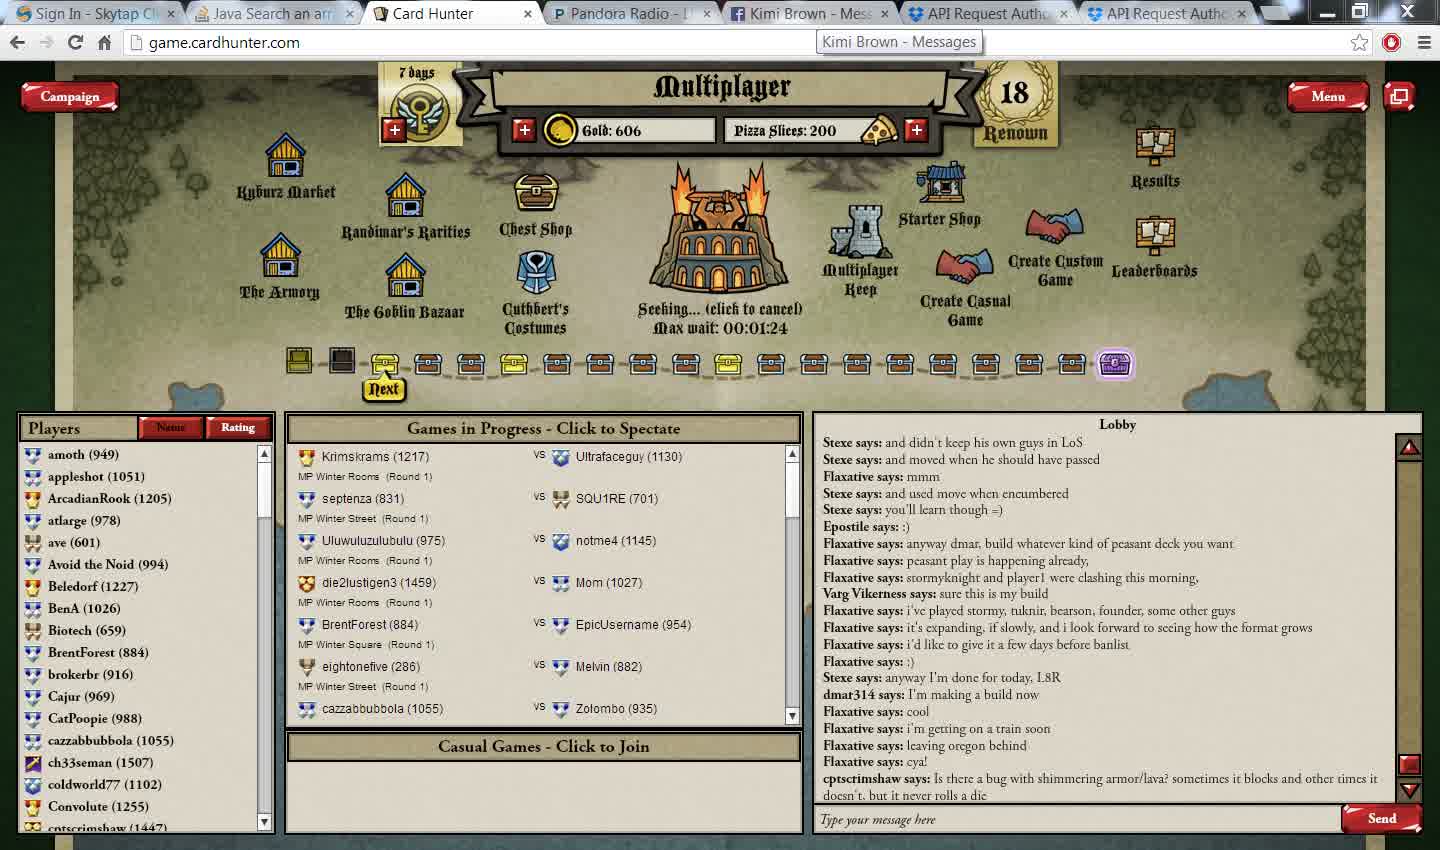 Sign In - Skytap Cl
Java Search an arr
Card Hunter
Pandora Radio - L
Kimi Brown - Mess
API Request Autho
API Request Autho
game.cardhunter.com
Kimi Brown - Messages
Campaign
7 days
Multiplayer
18
Renown
Menu
Gold: 606
Pizza Slices: 200
Kyburz Market
Randimar's Rarities
Chest Shop
The Armory
The Goblin Bazaar
Cuthbert's
Costumes
Seeking... (click to cancel)
Max wait: 00:01:24
Multiplayer
Keep
Starter Shop
Create Casual
Game
Create Custom
Game
Results
Leaderboards
Next
Players
Name
Rating
amoth (949)
appleshot (1051)
ArcadianRook (1205)
atlarge (978)
ave (601)
Avoid the Noid (994)
Beledorf (1227)
BenA (1026)
Biotech (659)
BrentForest (884)
brokerbr (916)
Cajur (969)
CatPoopie (988)
cazzabbubbola (1055)
ch33seman (1507)
coldworld77 (1102)
Convolute (1255)
cptscrimshaw (1447)
Games in Progress - Click to Spectate
Krimskrams (1217) vs Ultrafaceguy (1130)
MP Winter Rooms (Round 1)
septenza (831) vs SQU1RE (701)
MP Winter Street (Round 1)
Uluwuluzulubulu (975) vs notme4 (1145)
MP Winter Rooms (Round 1)
die2lustigen3 (1459) vs Mom (1027)
MP Winter Rooms (Round 1)
BrentForest (884) vs EpicUsername (954)
MP Winter Square (Round 1)
eightonefive (286) vs Melvin (882)
MP Winter Street (Round 1)
cazzabbubbola (1055) vs Zolombo (935)
Casual Games - Click to Join
Lobby
Stexe says: and didn't keep his own guys in LoS
Stexe says: and moved when he should have passed
Flaxative says: mmm
Stexe says: and used move when encumbered
Stexe says: you'll learn though =)
Epostile says: :)
Flaxative says: anyway dmar, build whatever kind of peasant deck you want
Flaxative says: peasant play is happening already,
Flaxative says: stormyknight and player1 were clashing this morning,
Varg Vikerness says: sure this is my build
Flaxative says: i've played stormy, tuknir, bearson, founder, some other guys
Flaxative says: it's expanding, if slowly, and i look forward to seeing how the format grows
Flaxative says: i'd like to give it a few days before banlist
Flaxative says: :)
Stexe says: anyway I'm done for today, L8R
dmar314 says: I'm making a build now
Flaxative says: cool
Flaxative says: i'm getting on a train soon
Flaxative says: leaving oregon behind
Flaxative says: cya!
cptscrimshaw says: Is there a bug with shimmering armor/lava? sometimes it blocks and other times it
doesn't, but it never rolls a die
Type your message here
Send